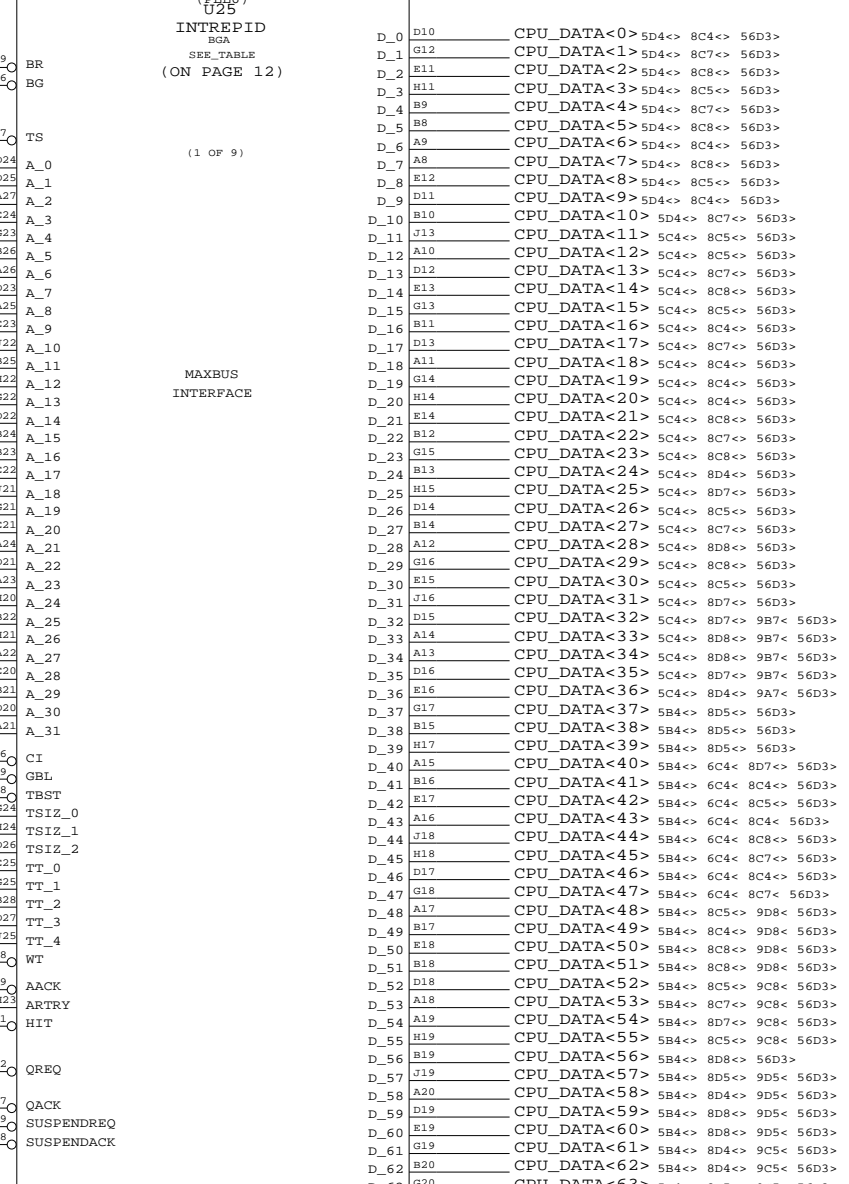 U25
INTREPID
BGA
SEE_TABLE
(ON PAGE 12)
(1 OF 9)
MAXBUS
INTERFACE
BR
BG
TS
A_0
A_1
A_2
A_3
A_4
A_5
A_6
A_7
A_8
A_9
A_10
A_11
A_12
A_13
A_14
A_15
A_16
A_17
A_18
A_19
A_20
A_21
A_22
A_23
A_24
A_25
A_26
A_27
A_28
A_29
A_30
A_31
CI
GBL
TBST
TSIZ_0
TSIZ_1
TSIZ_2
TT_0
TT_1
TT_2
TT_3
TT_4
WT
AACK
ARTRY
HIT
QREQ
QACK
SUSPENDREQ
SUSPENDACK
D_0 D10 CPU_DATA<0> 5D4<> 8C4<> 56D3>
D_1 G12 CPU_DATA<1> 5D4<> 8C7<> 56D3>
D_2 E11 CPU_DATA<2> 5D4<> 8C8<> 56D3>
D_3 H11 CPU_DATA<3> 5D4<> 8C5<> 56D3>
D_4 B9 CPU_DATA<4> 5D4<> 8C7<> 56D3>
D_5 B8 CPU_DATA<5> 5D4<> 8C8<> 56D3>
D_6 A9 CPU_DATA<6> 5D4<> 8C4<> 56D3>
D_7 A8 CPU_DATA<7> 5D4<> 8C8<> 56D3>
D_8 E12 CPU_DATA<8> 5D4<> 8C5<> 56D3>
D_9 D11 CPU_DATA<9> 5D4<> 8C4<> 56D3>
D_10 B10 CPU_DATA<10> 5D4<> 8C7<> 56D3>
D_11 J13 CPU_DATA<11> 5C4<> 8C5<> 56D3>
D_12 A10 CPU_DATA<12> 5C4<> 8C5<> 56D3>
D_13 D12 CPU_DATA<13> 5C4<> 8C7<> 56D3>
D_14 E13 CPU_DATA<14> 5C4<> 8C8<> 56D3>
D_15 G13 CPU_DATA<15> 5C4<> 8C5<> 56D3>
D_16 B11 CPU_DATA<16> 5C4<> 8C4<> 56D3>
D_17 D13 CPU_DATA<17> 5C4<> 8C7<> 56D3>
D_18 A11 CPU_DATA<18> 5C4<> 8C4<> 56D3>
D_19 G14 CPU_DATA<19> 5C4<> 8C4<> 56D3>
D_20 H14 CPU_DATA<20> 5C4<> 8C4<> 56D3>
D_21 E14 CPU_DATA<21> 5C4<> 8C8<> 56D3>
D_22 B12 CPU_DATA<22> 5C4<> 8C7<> 56D3>
D_23 G15 CPU_DATA<23> 5C4<> 8C8<> 56D3>
D_24 B13 CPU_DATA<24> 5C4<> 8D4<> 56D3>
D_25 H15 CPU_DATA<25> 5C4<> 8D7<> 56D3>
D_26 D14 CPU_DATA<26> 5C4<> 8C5<> 56D3>
D_27 B14 CPU_DATA<27> 5C4<> 8C7<> 56D3>
D_28 A12 CPU_DATA<28> 5C4<> 8D8<> 56D3>
D_29 G16 CPU_DATA<29> 5C4<> 8C8<> 56D3>
D_30 E15 CPU_DATA<30> 5C4<> 8C5<> 56D3>
D_31 J16 CPU_DATA<31> 5C4<> 8D7<> 56D3>
D_32 D15 CPU_DATA<32> 5C4<> 8D7<> 9B7< 56D3>
D_33 A14 CPU_DATA<33> 5C4<> 8D8<> 9B7< 56D3>
D_34 A13 CPU_DATA<34> 5C4<> 8D8<> 9B7< 56D3>
D_35 D16 CPU_DATA<35> 5C4<> 8D7<> 9B7< 56D3>
D_36 E16 CPU_DATA<36> 5C4<> 8D4<> 9A7< 56D3>
D_37 G17 CPU_DATA<37> 5B4<> 8D5<> 56D3>
D_38 B15 CPU_DATA<38> 5B4<> 8D5<> 56D3>
D_39 H17 CPU_DATA<39> 5B4<> 8D5<> 56D3>
D_40 A15 CPU_DATA<40> 5B4<> 6C4< 8D7<> 56D3>
D_41 B16 CPU_DATA<41> 5B4<> 6C4< 8C4<> 56D3>
D_42 E17 CPU_DATA<42> 5B4<> 6C4< 8C5<> 56D3>
D_43 A16 CPU_DATA<43> 5B4<> 6C4< 8C4< 56D3>
D_44 J18 CPU_DATA<44> 5B4<> 6C4< 8C8<> 56D3>
D_45 H18 CPU_DATA<45> 5B4<> 6C4< 8C7<> 56D3>
D_46 D17 CPU_DATA<46> 5B4<> 6C4< 8C4<> 56D3>
D_47 G18 CPU_DATA<47> 5B4<> 6C4< 8C7< 56D3>
D_48 A17 CPU_DATA<48> 5B4<> 8C5<> 9D8< 56D3>
D_49 B17 CPU_DATA<49> 5B4<> 8C4<> 9D8< 56D3>
D_50 E18 CPU_DATA<50> 5B4<> 8C8<> 9D8< 56D3>
D_51 B18 CPU_DATA<51> 5B4<> 8C8<> 9D8< 56D3>
D_52 D18 CPU_DATA<52> 5B4<> 8C5<> 9C8< 56D3>
D_53 A18 CPU_DATA<53> 5B4<> 8C7<> 9C8< 56D3>
D_54 A19 CPU_DATA<54> 5B4<> 8D7<> 9C8< 56D3>
D_55 H19 CPU_DATA<55> 5B4<> 8C5<> 9C8< 56D3>
D_56 B19 CPU_DATA<56> 5B4<> 8D8<> 56D3>
D_57 J19 CPU_DATA<57> 5B4<> 8D5<> 9D5< 56D3>
D_58 A20 CPU_DATA<58> 5B4<> 8D4<> 9D5< 56D3>
D_59 D19 CPU_DATA<59> 5B4<> 8D8<> 9D5< 56D3>
D_60 E19 CPU_DATA<60> 5B4<> 8D8<> 9D5< 56D3>
D_61 G19 CPU_DATA<61> 5B4<> 8D4<> 9C5< 56D3>
D_62 B20 CPU_DATA<62> 5B4<> 8D4<> 9C5< 56D3>